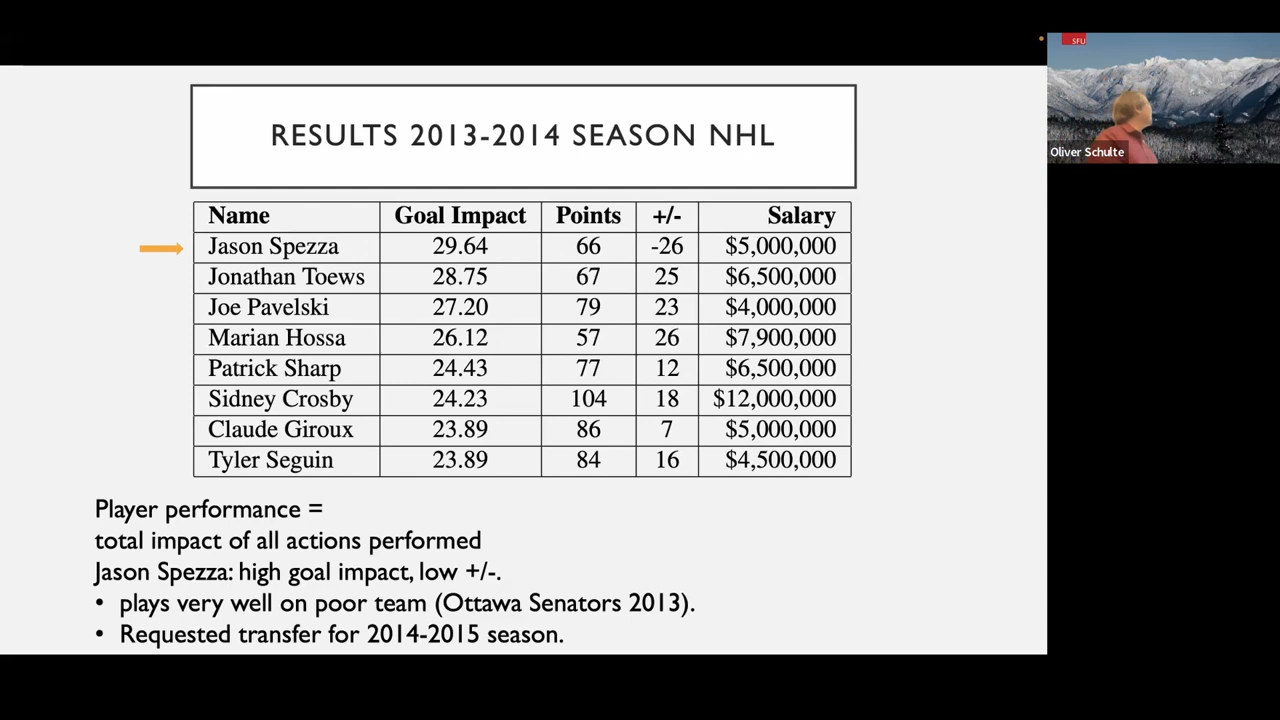 SFU
Oliver Schulte
RESULTS 2013-2014 SEASON NHL
Name Goal Impact Points +/- Salary
Jason Spezza 29.64 66 -26 $5,000,000
Jonathan Toews 28.75 67 25 $6,500,000
Joe Pavelski 27.20 79 23 $4,000,000
Marian Hossa 26.12 57 26 $7,900,000
Patrick Sharp 24.43 77 12 $6,500,000
Sidney Crosby 24.23 104 18 $12,000,000
Claude Giroux 23.89 86 7 $5,000,000
Tyler Seguin 23.89 84 16 $4,500,000
Player performance =
total impact of all actions performed
Jason Spezza: high goal impact, low +/-.
• plays very well on poor team (Ottawa Senators 2013).
• Requested transfer for 2014-2015 season.